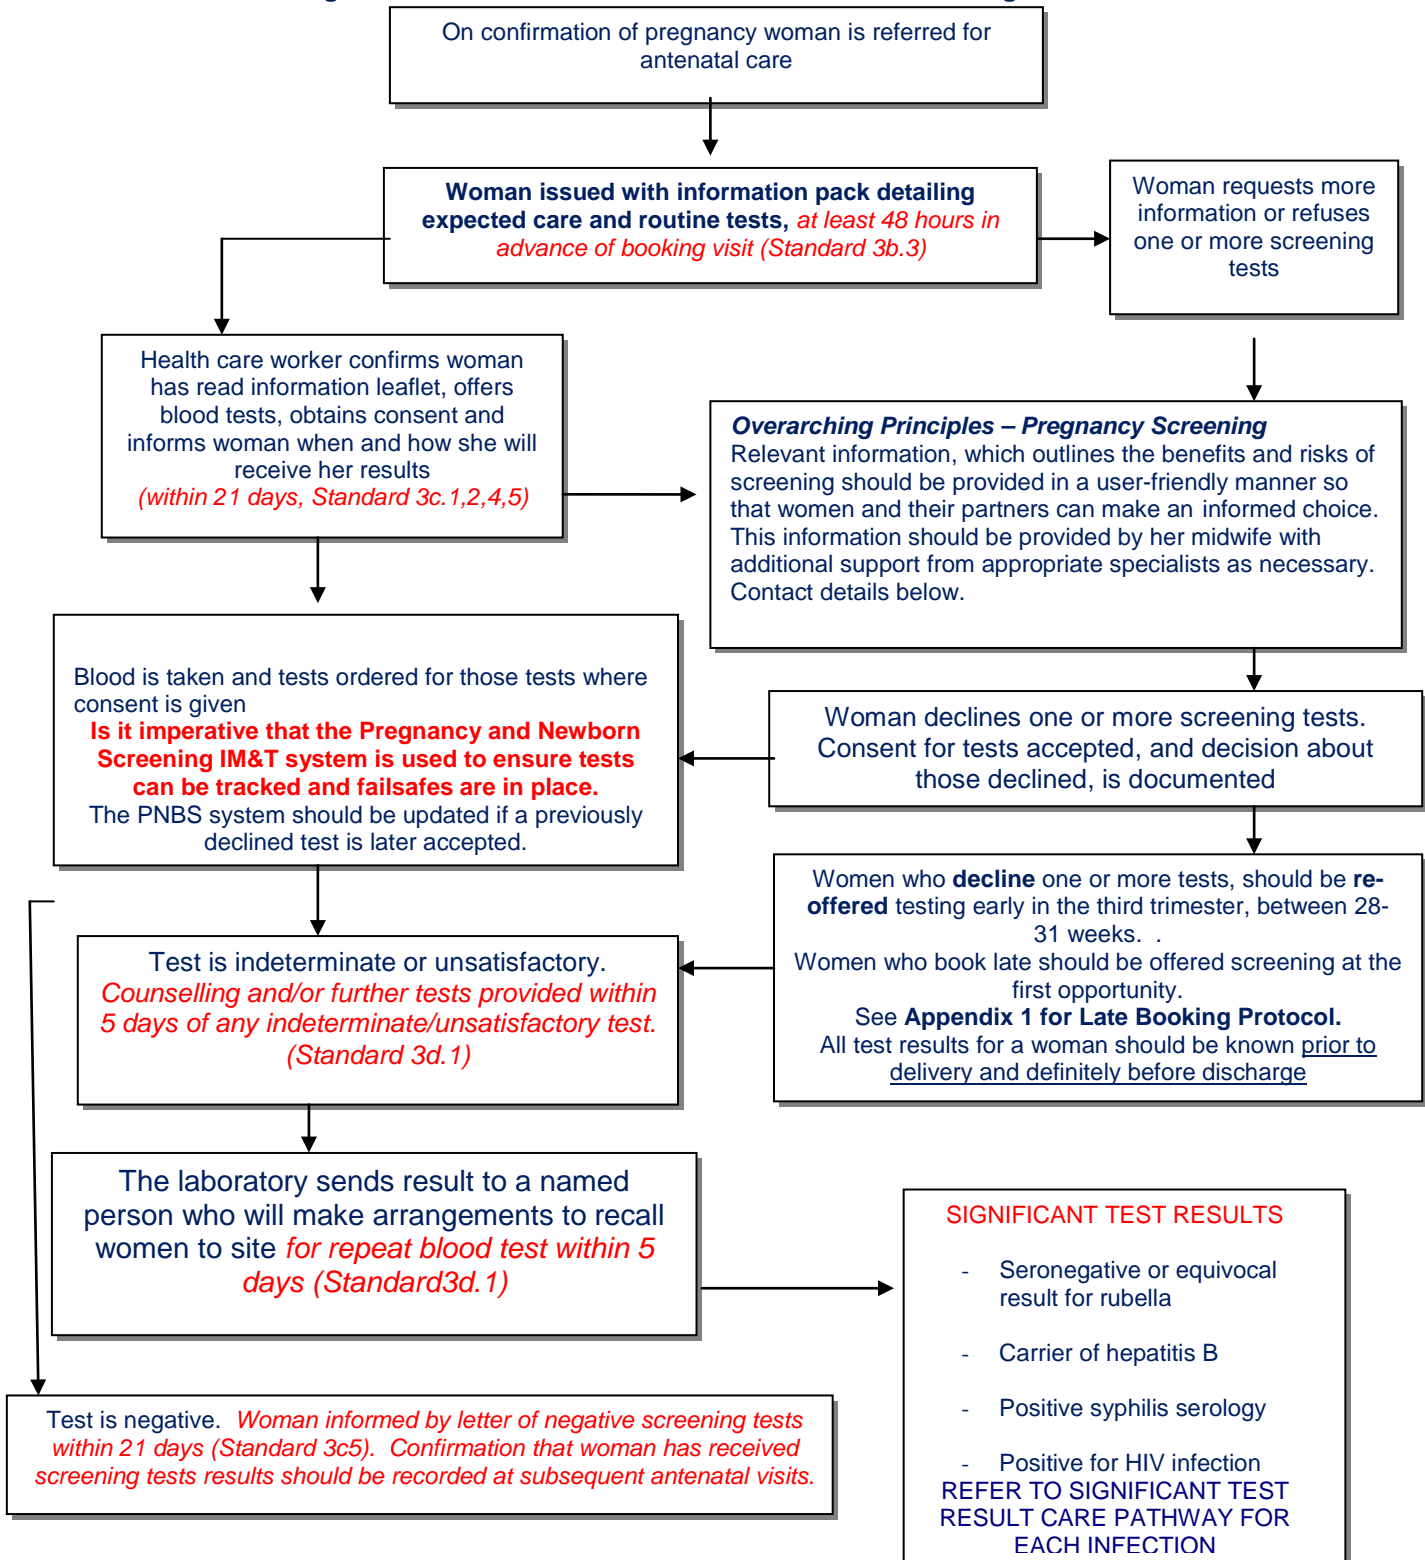 On confirmation of pregnancy woman is referred for
antenatal care
Woman issued with information pack detailing
expected care and routine tests, at least 48 hours in
advance of booking visit (Standard 3b.3)
Woman requests more
information or refuses
one or more screening
tests
Health care worker confirms woman
has read information leaflet, offers
blood tests, obtains consent and
informs woman when and how she will
receive her results
(within 21 days, Standard 3c.1,2,4,5)
Overarching Principles – Pregnancy Screening
Relevant information, which outlines the benefits and risks of
screening should be provided in a user-friendly manner so
that women and their partners can make an informed choice.
This information should be provided by her midwife with
additional support from appropriate specialists as necessary.
Contact details below.
Blood is taken and tests ordered for those tests where
consent is given
Is it imperative that the Pregnancy and Newborn
Screening IM&T system is used to ensure tests
can be tracked and failsafes are in place.
The PNBS system should be updated if a previously
declined test is later accepted.
Woman declines one or more screening tests.
Consent for tests accepted, and decision about
those declined, is documented
Women who decline one or more tests, should be re-
offered testing early in the third trimester, between 28-
31 weeks. .
Women who book late should be offered screening at the
first opportunity.
See Appendix 1 for Late Booking Protocol.
All test results for a woman should be known prior to
delivery and definitely before discharge
Test is indeterminate or unsatisfactory.
Counselling and/or further tests provided within
5 days of any indeterminate/unsatisfactory test.
(Standard 3d.1)
The laboratory sends result to a named
person who will make arrangements to recall
women to site for repeat blood test within 5
days (Standard3d.1)
SIGNIFICANT TEST RESULTS
- Seronegative or equivocal
result for rubella
- Carrier of hepatitis B
- Positive syphilis serology
- Positive for HIV infection
REFER TO SIGNIFICANT TEST
RESULT CARE PATHWAY FOR
EACH INFECTION
Test is negative. Woman informed by letter of negative screening tests
within 21 days (Standard 3c5). Confirmation that woman has received
screening tests results should be recorded at subsequent antenatal visits.